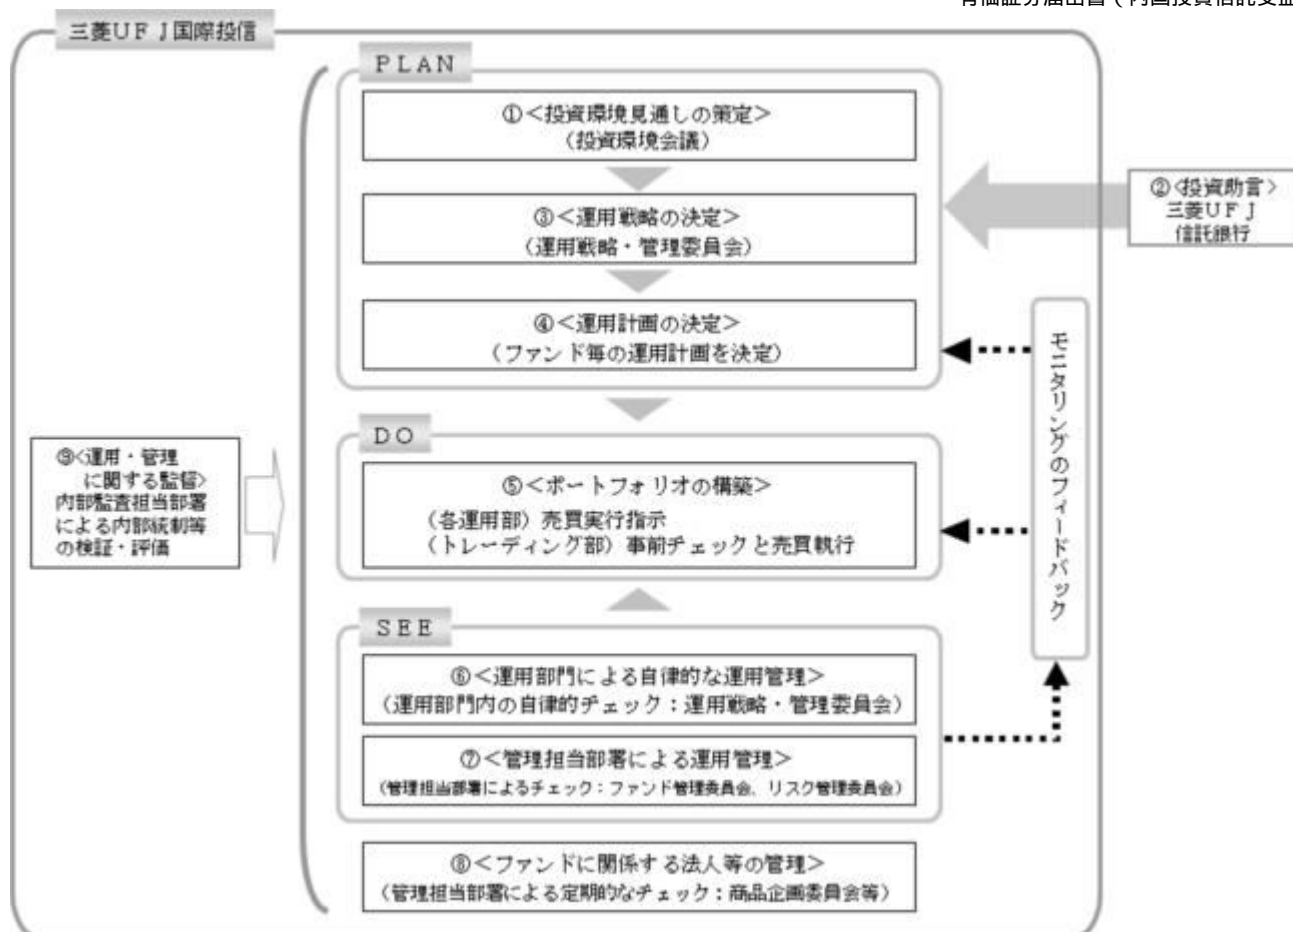 有価証券届出書（内国投資信託受益
三菱ＵＦＪ国際投信
ＰＬＡＮ
①＜投資環境見通しの策定＞
（投資環境会議）
②＜投資助言＞
三菱ＵＦＪ
信託銀行
③＜運用戦略の決定＞
（運用戦略・管理委員会）
④＜運用計画の決定＞
（ファンド毎の運用計画を決定）
モニタリングのフィードバック
ＤＯ
⑤＜ポートフォリオの構築＞
（各運用部）売買実行指示
（トレーディング部）事前チェックと売買執行
⑨＜運用・管理
に関する監督＞
内部監査担当部署
による内部統制等
の検証・評価
ＳＥＥ
⑥＜運用部門による自律的な運用管理＞
（運用部門内の自律的チェック：運用戦略・管理委員会）
⑦＜管理担当部署による運用管理＞
（管理担当部署によるチェック：ファンド管理委員会、リスク管理委員会）
⑧＜ファンドに関係する法人等の管理＞
（管理担当部署による定期的なチェック：商品企画委員会等）